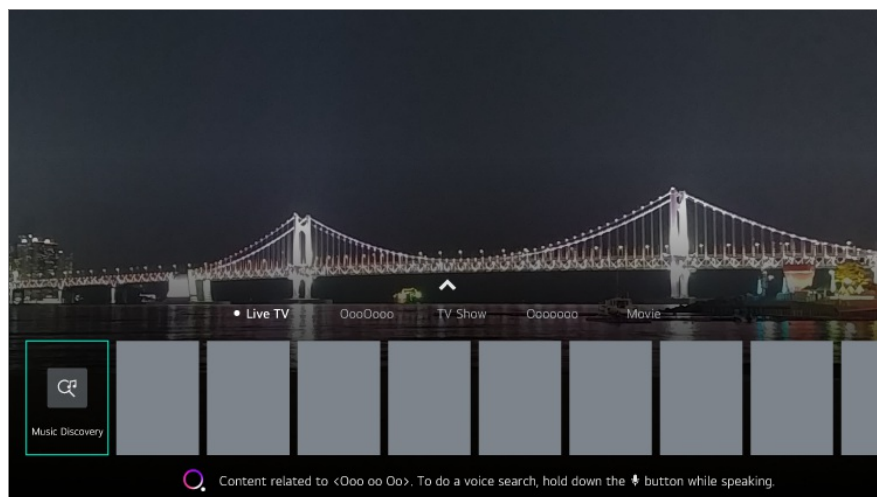 Live TV OooOooo TV Show Ooooooo Movie
Music Discovery
Content related to <Ooo oo Oo>. To do a voice search, hold down the button while speaking.